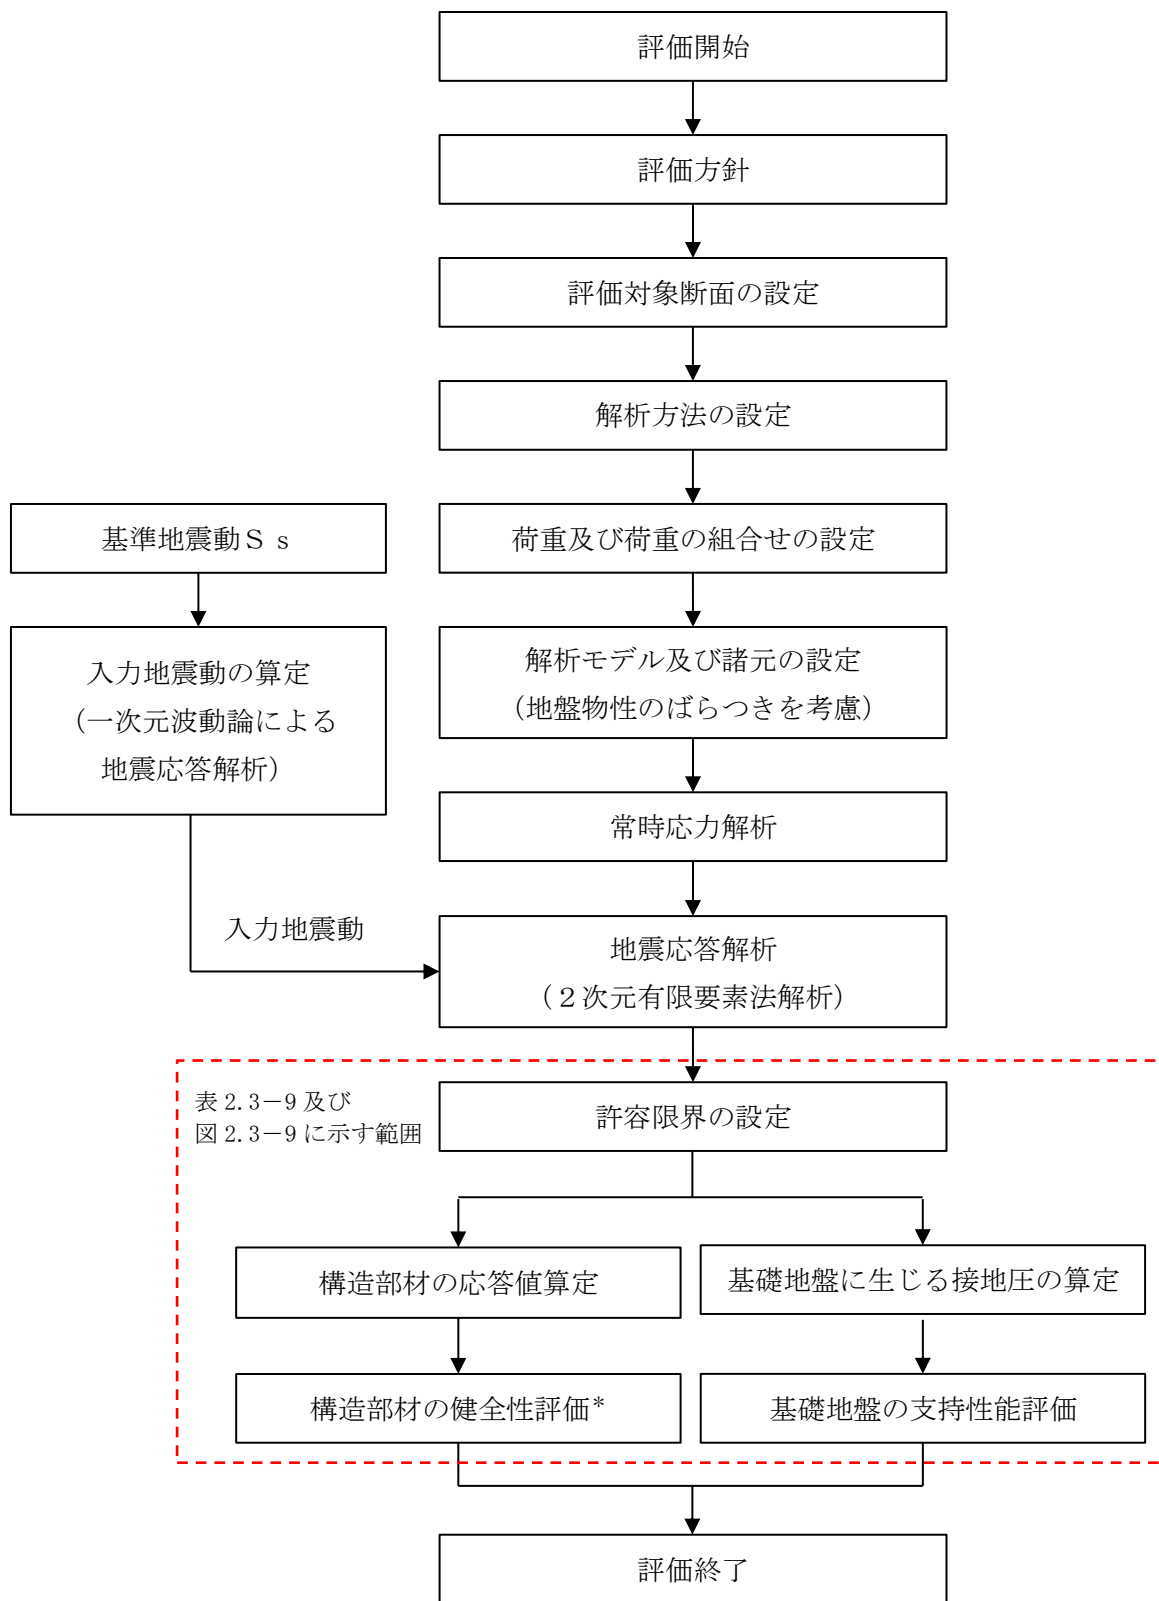 評価開始
評価方針
評価対象断面の設定
解析方法の設定
基準地震動Ｓｓ
荷重及び荷重の組合せの設定
入力地震動の算定
（一次元波動論による
地震応答解析）
解析モデル及び諸元の設定
（地盤物性のばらつきを考慮）
常時応力解析
入力地震動
地震応答解析
（２次元有限要素法解析）
表 2.3－9 及び
図 2.3－9 に示す範囲
許容限界の設定
構造部材の応答値算定
基礎地盤に生じる接地圧の算定
構造部材の健全性評価*
基礎地盤の支持性能評価
評価終了